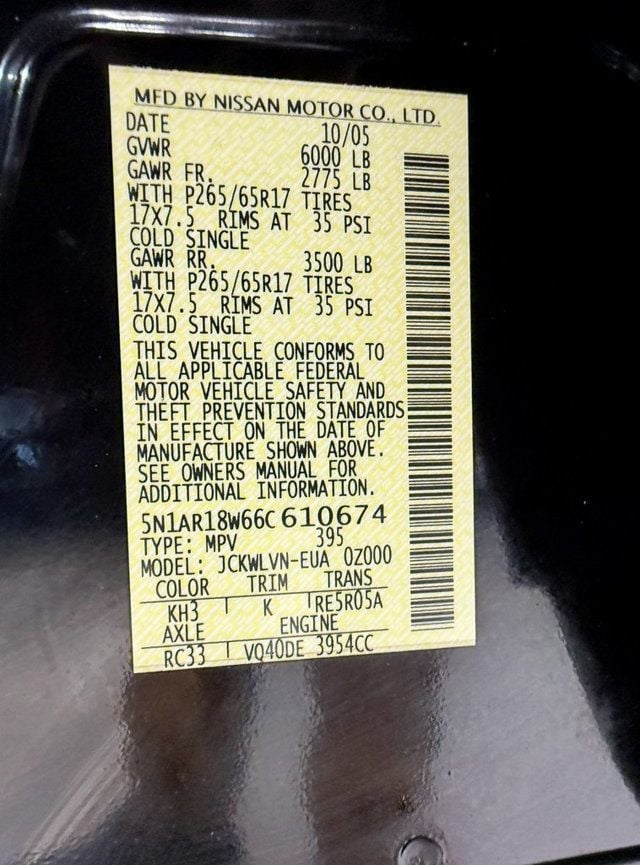 MFD BY NISSAN MOTOR CO., LTD.
DATE 10/05
GVWR 6000 LB
GAWR FR. 2775 LB
WITH P265/65R17 TIRES
17X7.5 RIMS AT 35 PSI
COLD SINGLE
GAWR RR. 3500 LB
WITH P265/65R17 TIRES
17X7.5 RIMS AT 35 PSI
COLD SINGLE
THIS VEHICLE CONFORMS TO
ALL APPLICABLE FEDERAL
MOTOR VEHICLE SAFETY AND
THEFT PREVENTION STANDARDS
IN EFFECT ON THE DATE OF
MANUFACTURE SHOWN ABOVE.
SEE OWNERS MANUAL FOR
ADDITIONAL INFORMATION.
5N1AR18W66C 610674
TYPE: MPV 395
MODEL: JCKWLVN-EUA 0Z000
COLOR TRIM TRANS
KH3 K RE5R05A
AXLE ENGINE
RC33 VQ40DE 3954CC